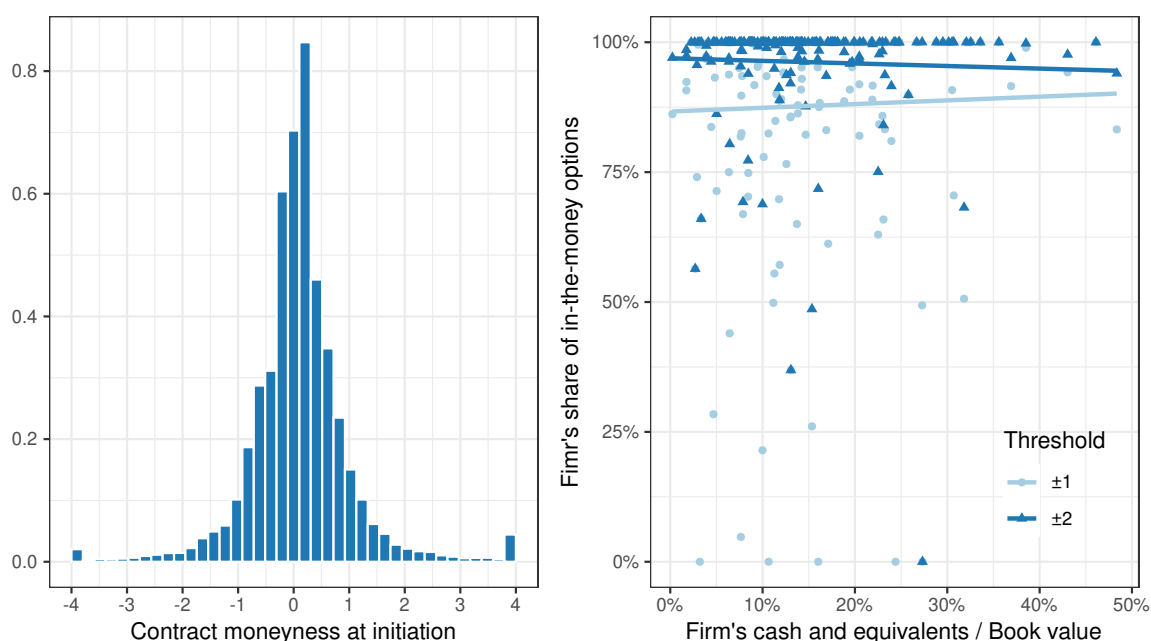 0.8
0.6
0.4
0.2
0.0
-4 -3 -2 -1 0 1 2 3 4
Contract moneyness at initiation
Fimr's share of in-the-money options
100%
75%
50%
25%
0%
Threshold
±1
±2
0% 10% 20% 30% 40% 50%
Firm's cash and equivalents / Book value